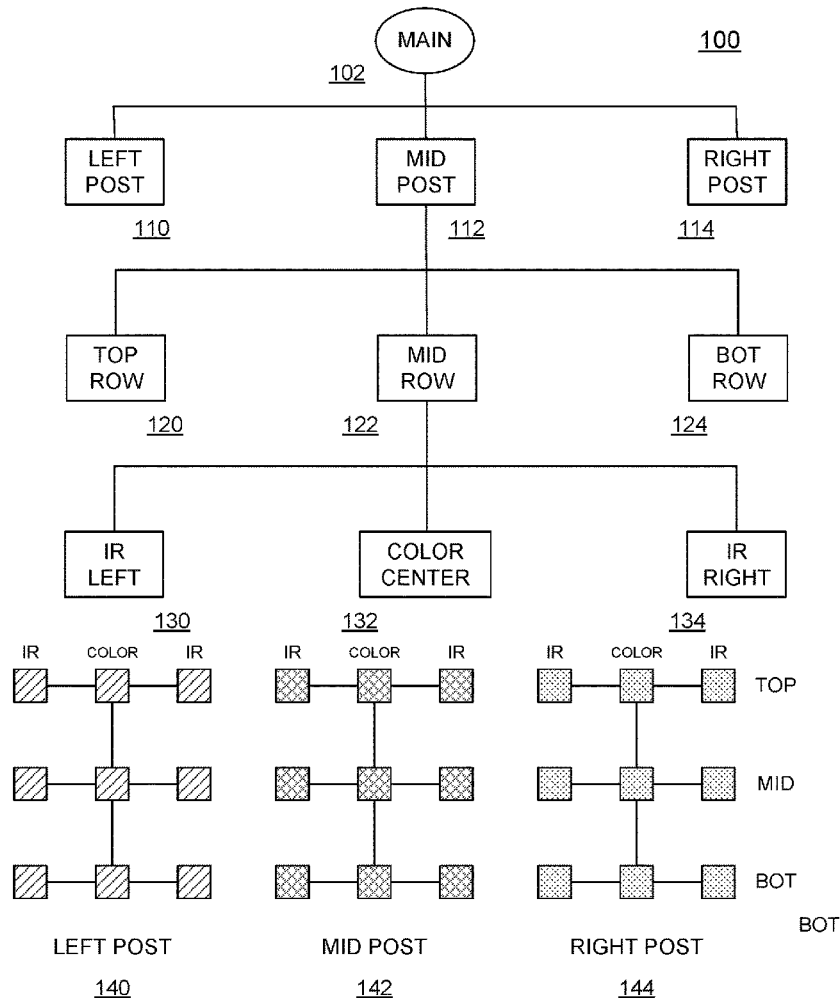 MAIN
100
102
LEFT
POST
MID
POST
RIGHT
POST
110
112
114
TOP
ROW
MID
ROW
BOT
ROW
120
122
124
IR
LEFT
COLOR
CENTER
IR
RIGHT
130
132
134
IR COLOR IR
IR COLOR IR
IR COLOR IR
TOP
MID
BOT
BOT
LEFT POST
MID POST
RIGHT POST
140
142
144